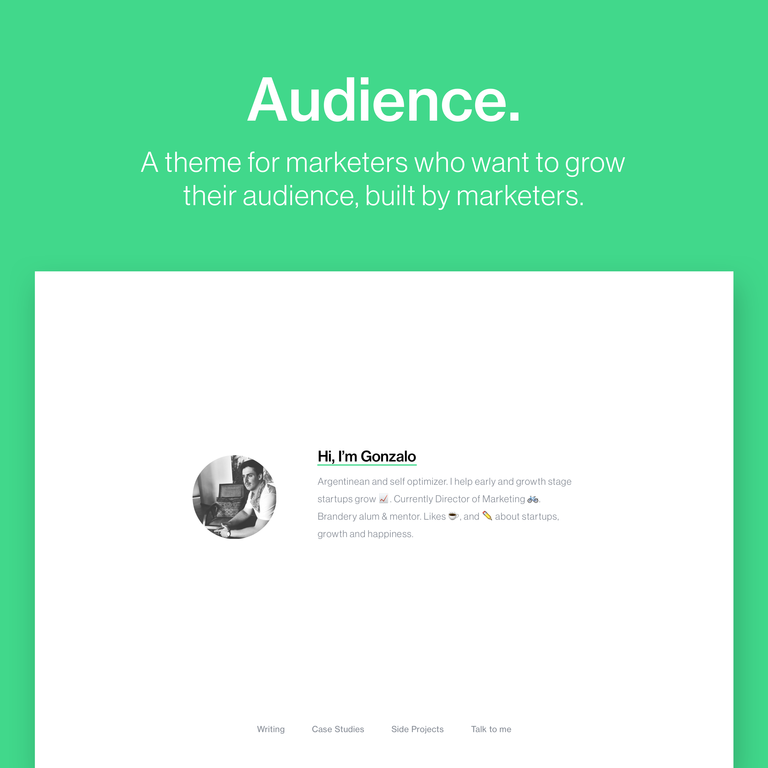 Audience.
A theme for marketers who want to grow
their audience, built by marketers.
Hi, I'm Gonzalo
Argentinean and self optimizer. I help early and growth stage
startups grow 📈. Currently Director of Marketing 🚲.
Brandery alum & mentor. Likes ☕, and ✏️ about startups,
growth and happiness.
Writing Case Studies Side Projects Talk to me